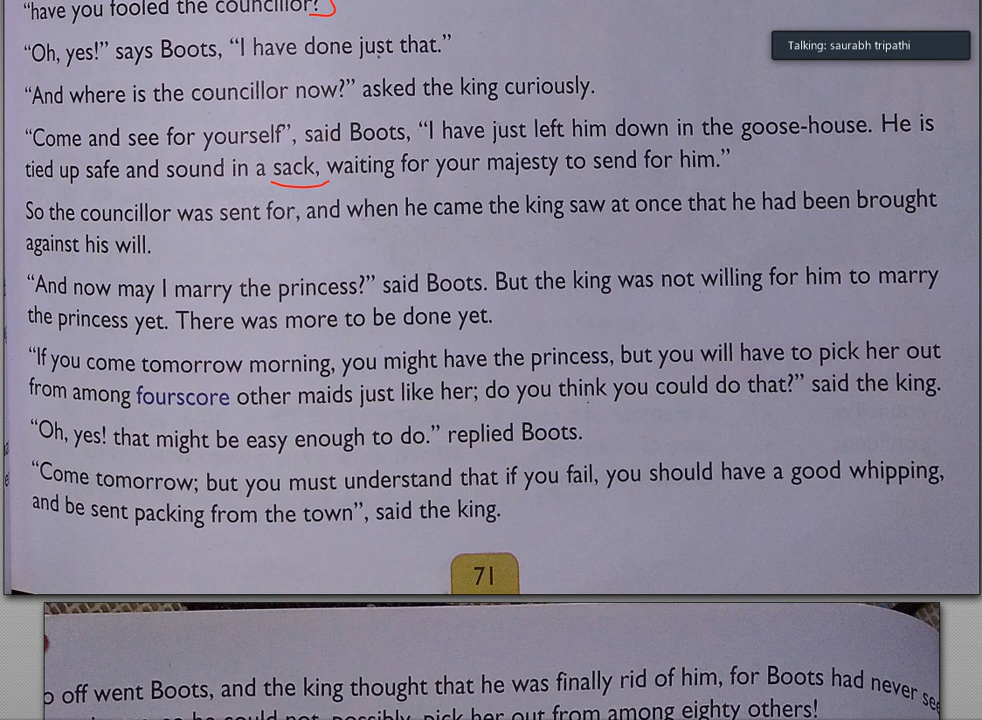 "have you fooled the councillor?
"Oh, yes!" says Boots, "I have done just that."
Talking: saurabh tripathi
"And where is the councillor now?" asked the king curiously.
"Come and see for yourself", said Boots, "I have just left him down in the goose-house. He is
tied up safe and sound in a sack, waiting for your majesty to send for him."
So the councillor was sent for, and when he came the king saw at once that he had been brought
against his will.
"And now may I marry the princess?" said Boots. But the king was not willing for him to marry
the princess yet. There was more to be done yet.
"If you come tomorrow morning, you might have the princess, but you will have to pick her out
from among fourscore other maids just like her; do you think you could do that?" said the king.
"Oh, yes! that might be easy enough to do." replied Boots.
"Come tomorrow; but you must understand that if you fail, you should have a good whipping,
and be sent packing from the town", said the king.
71
off went Boots, and the king thought that he was finally rid of him, for Boots had never
he could not possibly pick her out from among eighty others!